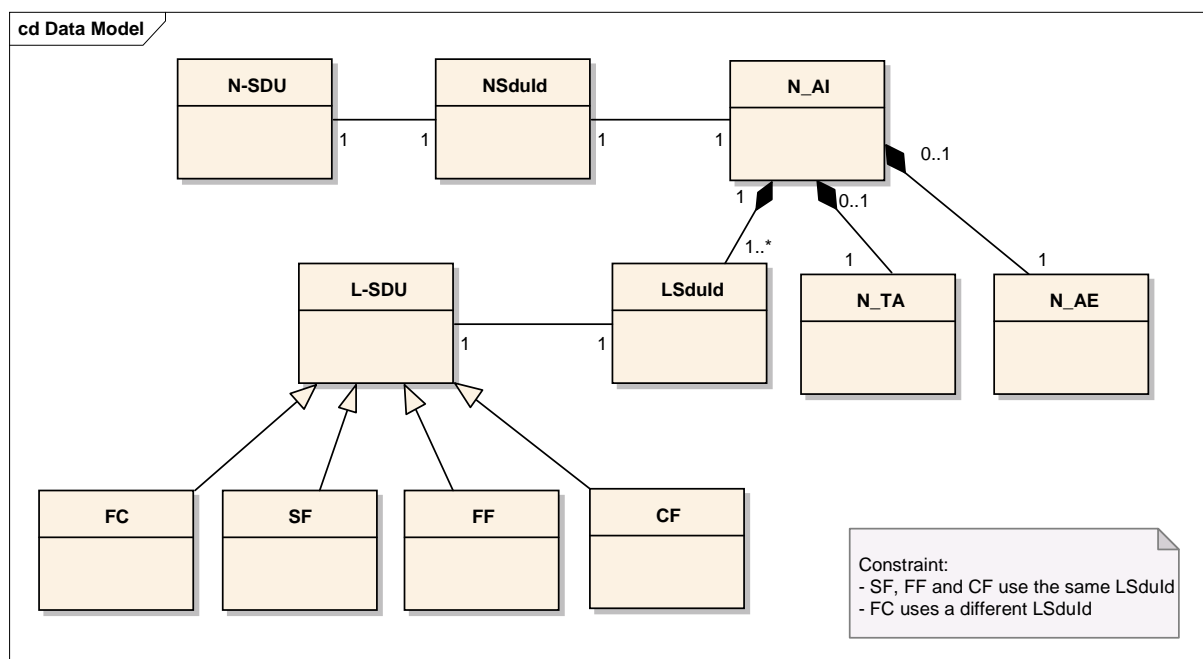 cd Data Model
N-SDU
NSduId
N_AI
1
1
1
1
0..1
1
0..1
1..*
1
1
L-SDU
LSduId
N_TA
N_AE
1
1
FC
SF
FF
CF
Constraint:
- SF, FF and CF use the same LSduId
- FC uses a different LSduId